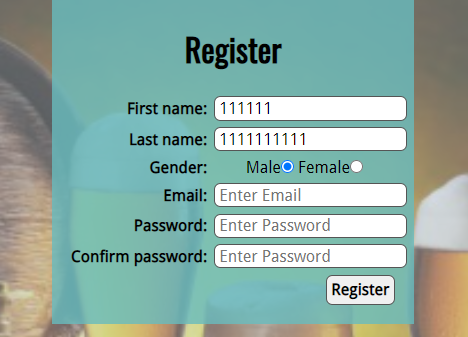 Register
First name: 111111
Last name: 1111111111
Gender: Male Female
Email: Enter Email
Password: Enter Password
Confirm password: Enter Password
Register